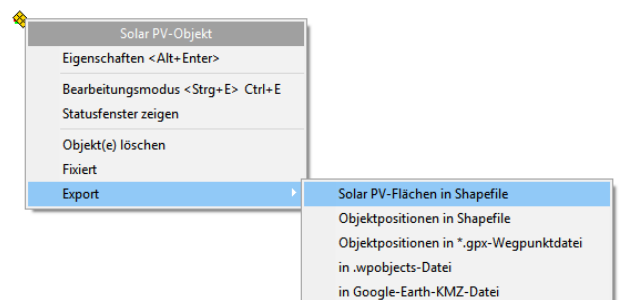 Solar PV-Objekt
Eigenschaften <Alt+Enter>
Bearbeitungsmodus <Strg+E> Ctrl+E
Statusfenster zeigen
Objekt(e) löschen
Fixiert
Export
Solar PV-Flächen in Shapefile
Objektpositionen in Shapefile
Objektpositionen in *.gpx-Wegpunktdatei
in .wpobjects-Datei
in Google-Earth-KMZ-Datei